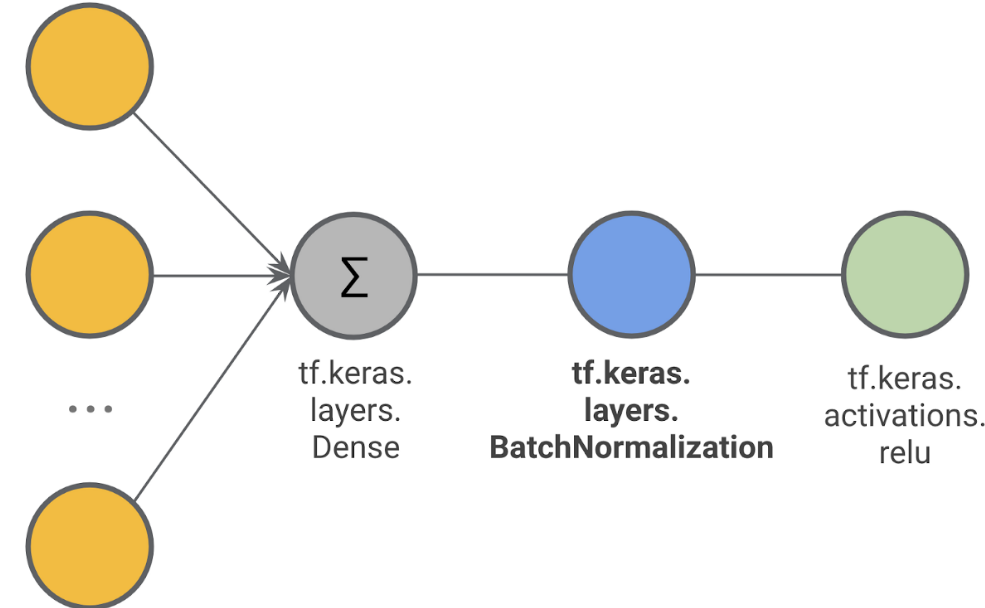 Σ
tf.keras.
layers.
Dense
tf.keras.
layers.
BatchNormalization
tf.keras.
activations.
relu
...